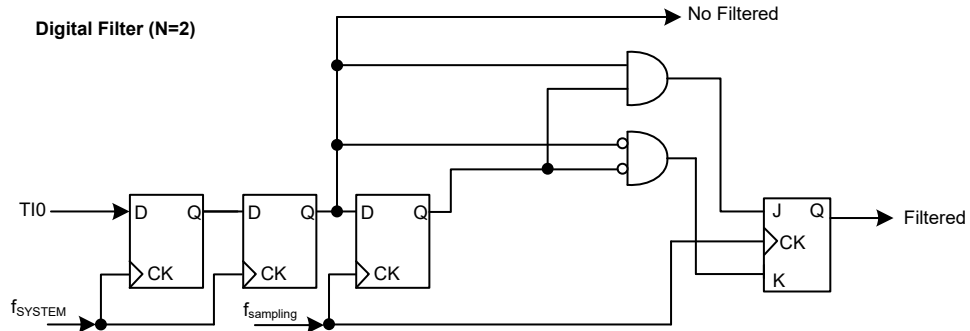 No Filtered
Digital Filter (N=2)
TI0
D Q D Q D Q
CK CK CK
J Q
CK
K
Filtered
fSYSTEM
fsampling